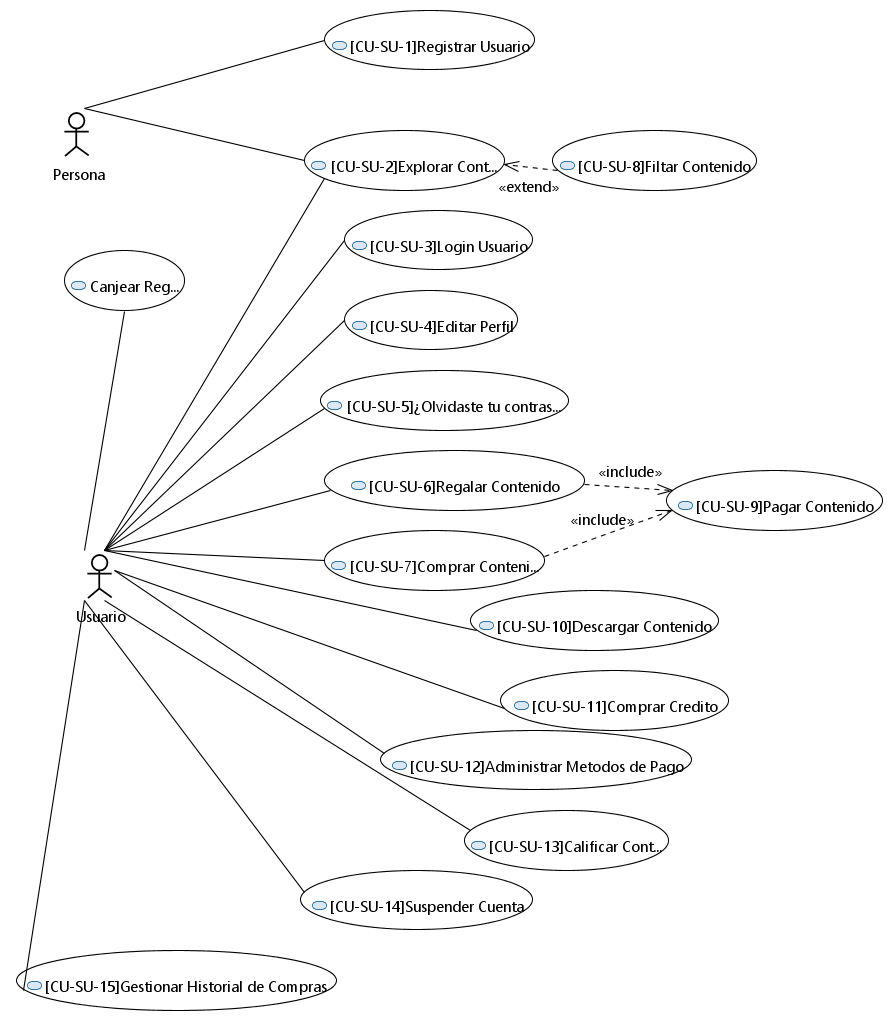 [CU-SU-1]Registrar Usuario
Persona
[CU-SU-2]Explorar Cont...
«extend»
[CU-SU-8]Filtar Contenido
[CU-SU-3]Login Usuario
Canjear Reg...
[CU-SU-4]Editar Perfil
[CU-SU-5]¿Olvidaste tu contras...
[CU-SU-6]Regalar Contenido
«include»
[CU-SU-9]Pagar Contenido
«include»
[CU-SU-7]Comprar Conteni...
Usuario
[CU-SU-10]Descargar Contenido
[CU-SU-11]Comprar Credito
[CU-SU-12]Administrar Metodos de Pago
[CU-SU-13]Calificar Cont...
[CU-SU-14]Suspender Cuenta
[CU-SU-15]Gestionar Historial de Compras